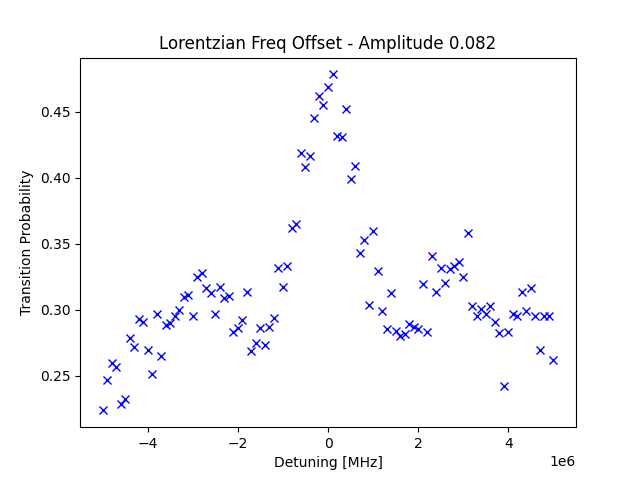 Lorentzian Freq Offset - Amplitude 0.082
Transition Probability
0.45
0.40
0.35
0.30
0.25
−4
−2
0
2
4
1e6
Detuning [MHz]